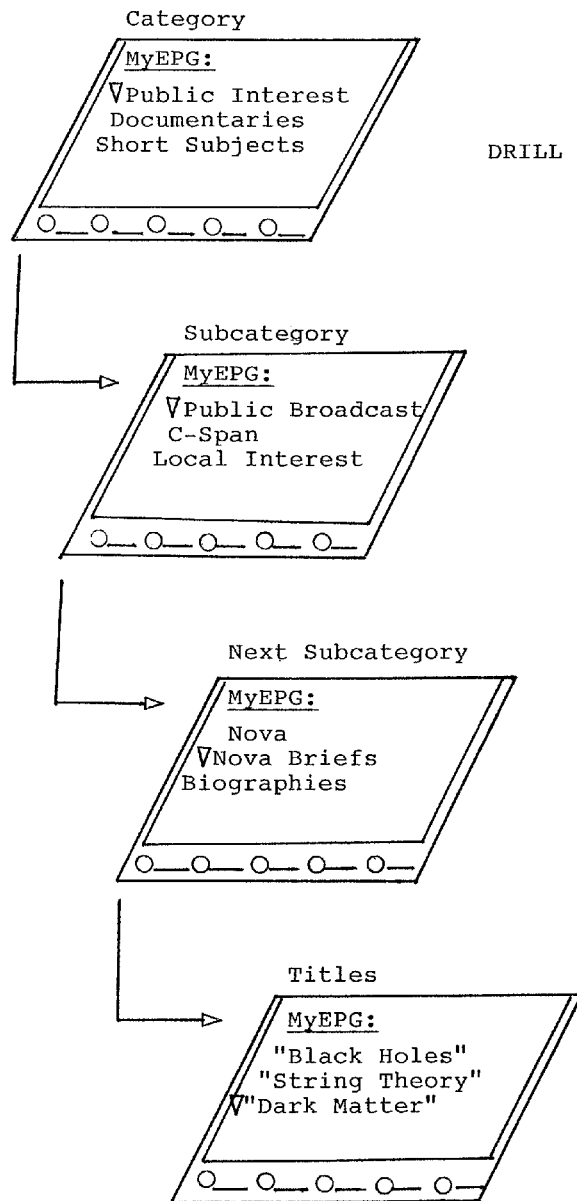 Category
MyEPG:
∇Public Interest
Documentaries
Short Subjects
DRILL
Subcategory
MyEPG:
∇Public Broadcast
C-Span
Local Interest
Next Subcategory
MyEPG:
Nova
∇Nova Briefs
Biographies
Titles
MyEPG:
"Black Holes"
"String Theory"
∇"Dark Matter"